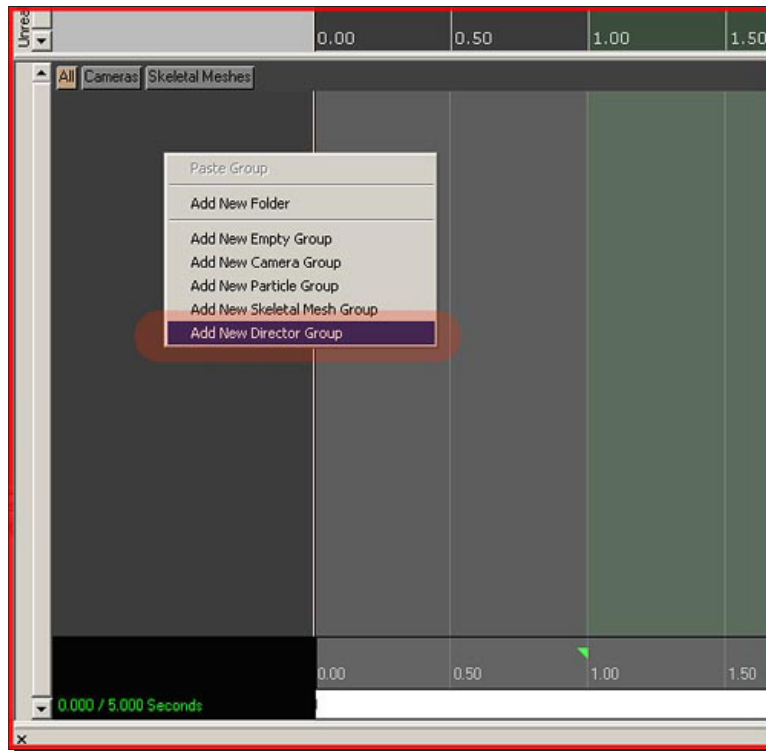 Unrea
0.00 0.50 1.00 1.50
All Cameras Skeletal Meshes
Paste Group
Add New Folder
Add New Empty Group
Add New Camera Group
Add New Particle Group
Add New Skeletal Mesh Group
Add New Director Group
0.00 0.50 1.00 1.50
0.000 / 5.000 Seconds